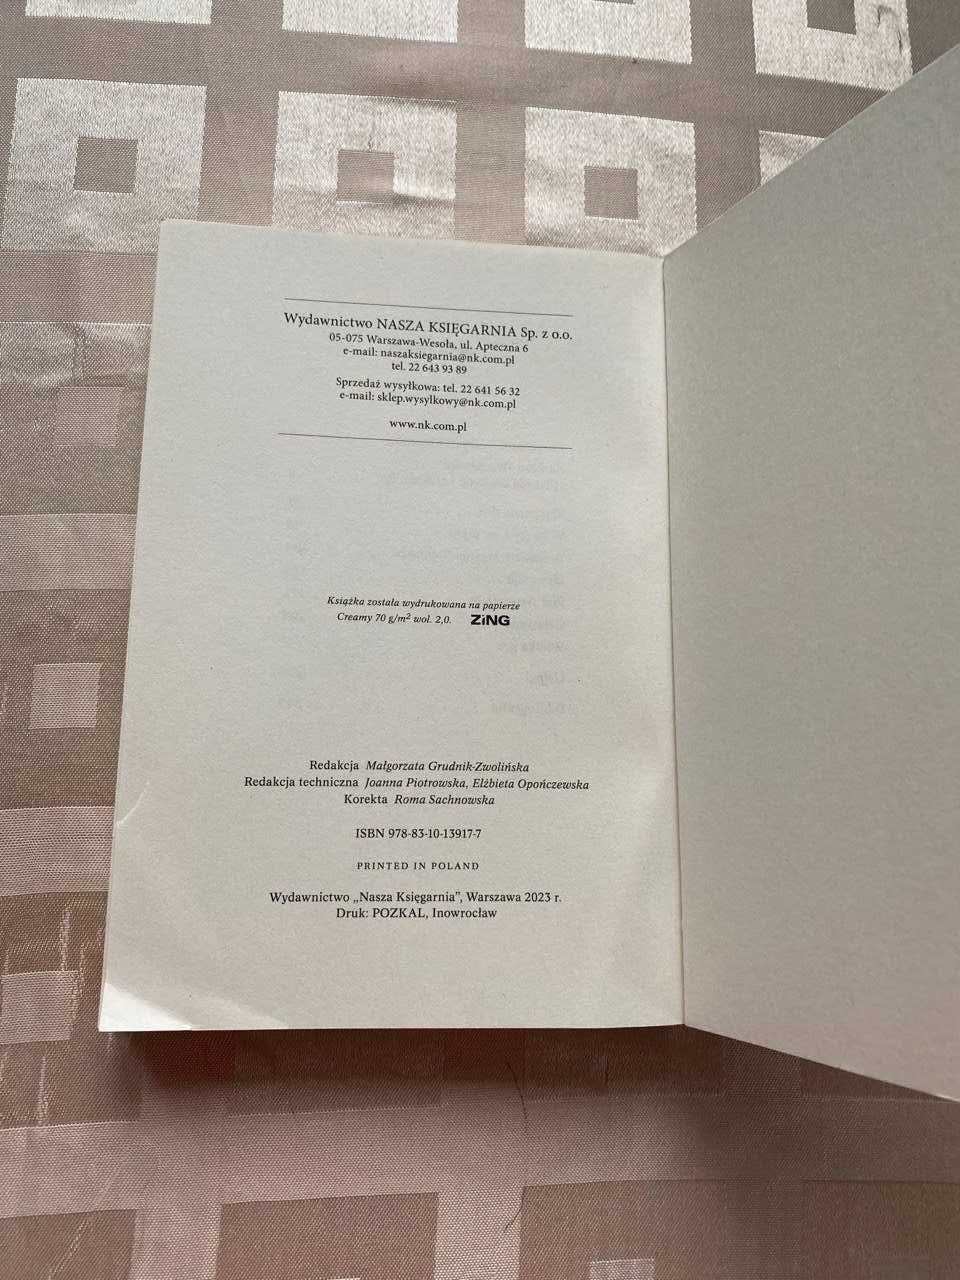 Wydawnictwo NASZA KSIĘGARNIA Sp. z o.o.
05-075 Warszawa-Wesoła, ul. Apteczna 6
e-mail: naszaksiegarnia@nk.com.pl
tel. 22 643 93 89
Sprzedaż wysyłkowa: tel. 22 641 56 32
e-mail: sklep.wysylkowy@nk.com.pl
www.nk.com.pl
Książka została wydrukowana na papierze
Creamy 70 g/m² wol. 2,0. ZiNG
Redakcja Małgorzata Grudnik-Zwolińska
Redakcja techniczna Joanna Piotrowska, Elżbieta Opończewska
Korekta Roma Sachnowska
ISBN 978-83-10-13917-7
PRINTED IN POLAND
Wydawnictwo „Nasza Księgarnia”, Warszawa 2023 r.
Druk: POZKAL, Inowrocław